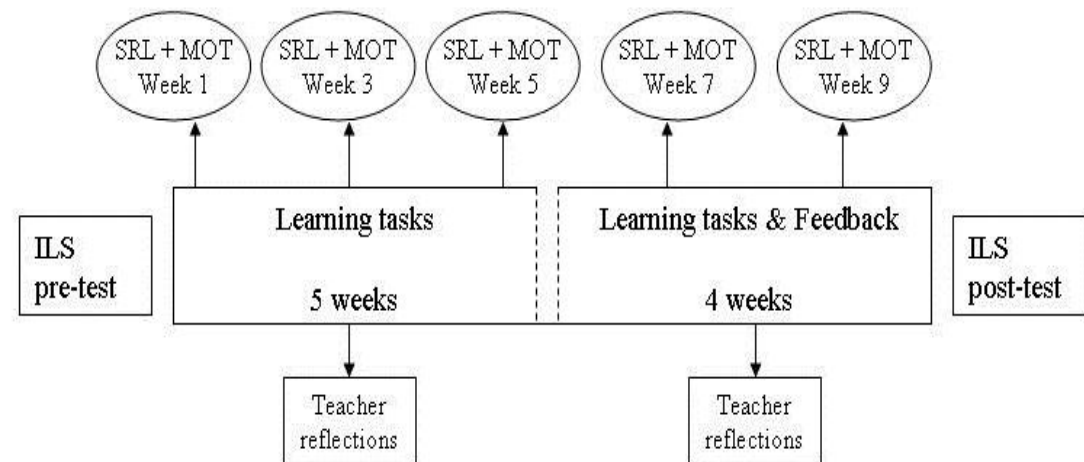 SRL + MOT
Week 1
SRL + MOT
Week 3
SRL + MOT
Week 5
SRL + MOT
Week 7
SRL + MOT
Week 9
ILS
pre-test
Learning tasks
5 weeks
Learning tasks & Feedback
4 weeks
ILS
post-test
Teacher
reflections
Teacher
reflections